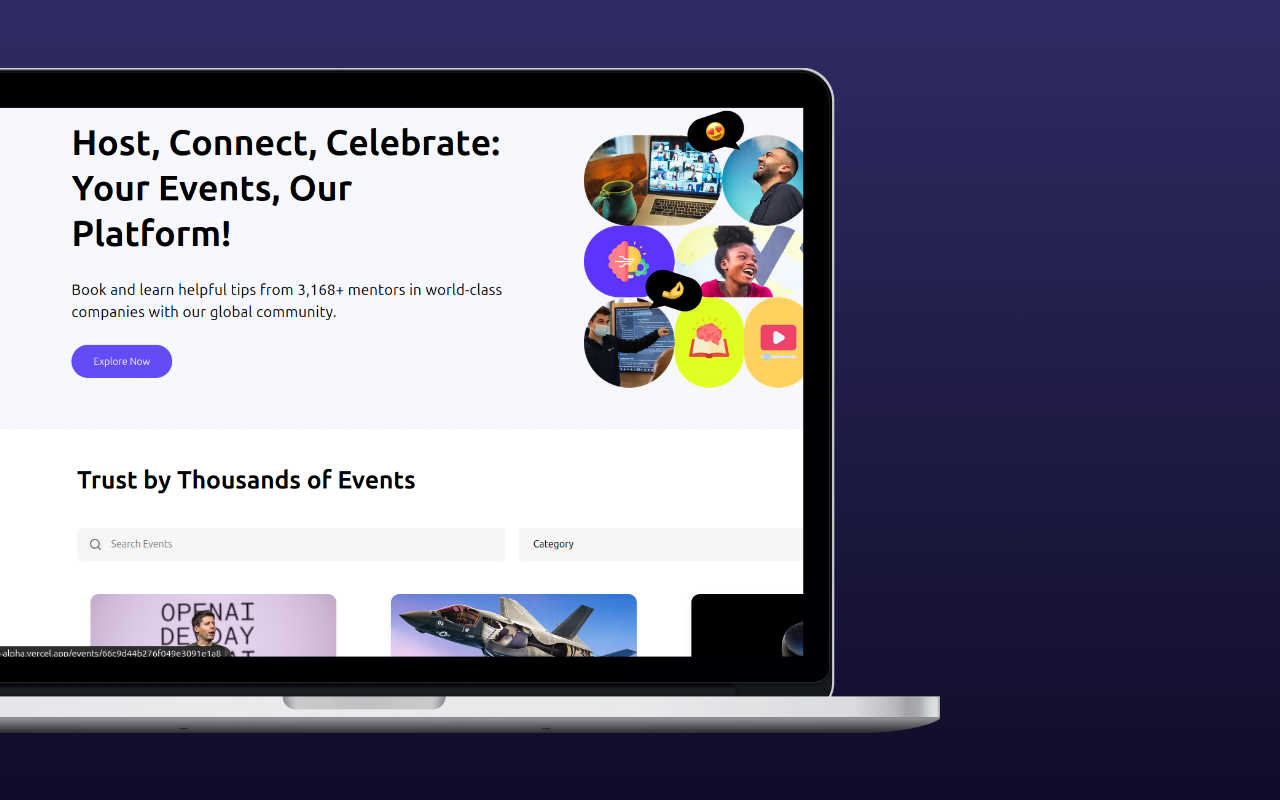 Host, Connect, Celebrate:
Your Events, Our
Platform!
Book and learn helpful tips from 3,168+ mentors in world-class
companies with our global community.
Explore Now
Trust by Thousands of Events
Search Events
Category
OPENAI
DEVDAY
-alpha.vercel.app/events/66c9d44b276f049e3091e1a8